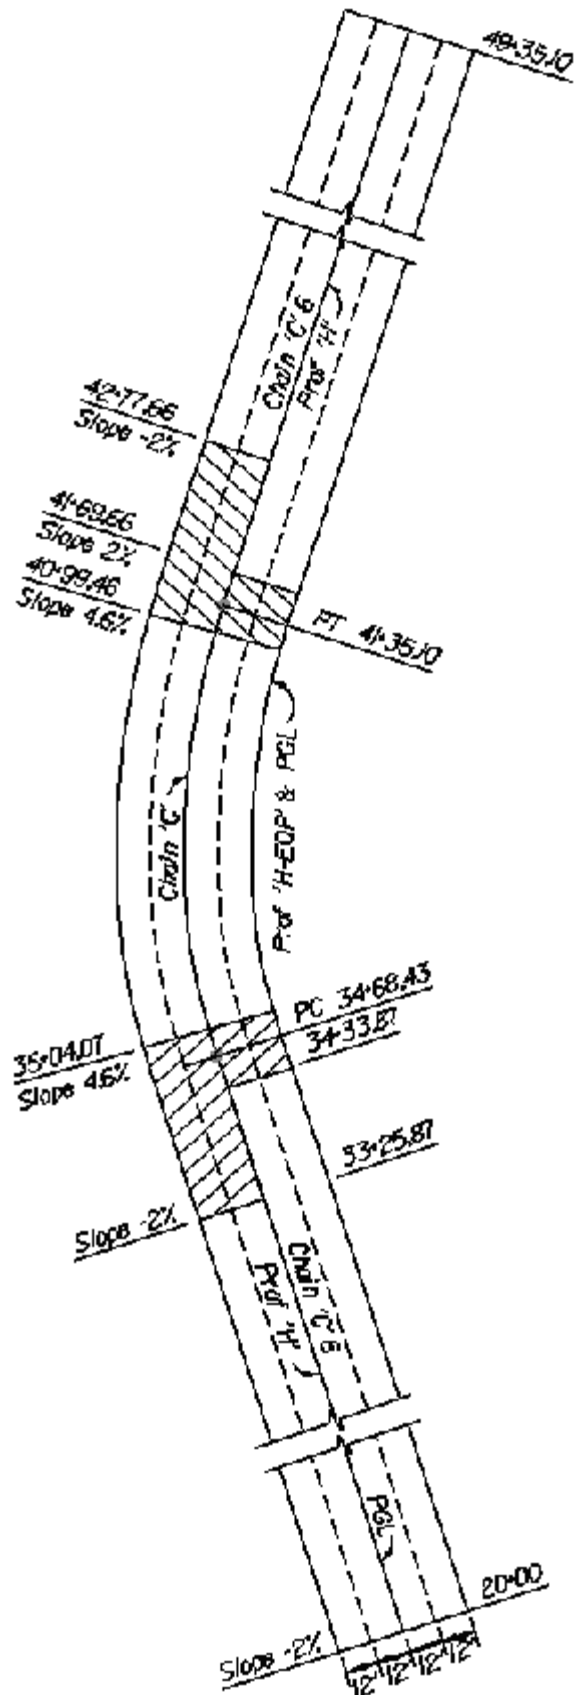 49+35.10
Chain 'C' &
Prof 'H'
42+77.66
Slope -2%
41+69.66
Slope 2%
40+99.46
Slope 4.6%
PT 41+35.10
Prof 'H-EOP' & PGL
Chain 'C'
PC 34+68.43
34+33.87
35+04.07
Slope 4.6%
33+25.87
Slope -2%
Chain 'C' &
Prof 'H'
PGL
20+00
Slope -2%
12' 12' 12' 12'